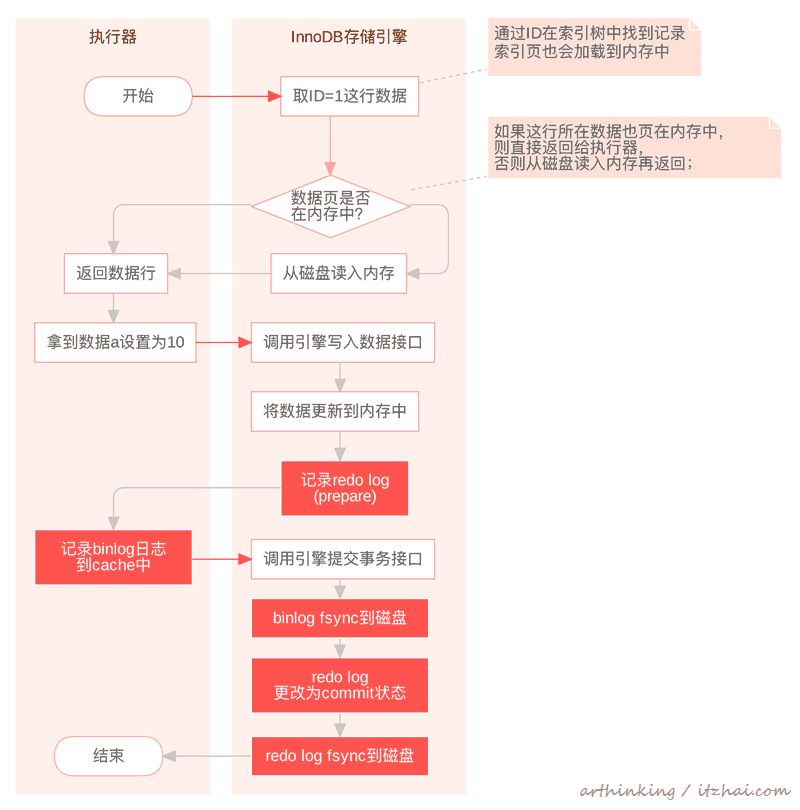 执行器
InnoDB存储引擎
通过ID在索引树中找到记录
索引页也会加载到内存中
开始
取ID=1这行数据
如果这行所在数据也页在内存中，
则直接返回给执行器，
否则从磁盘读入内存再返回；
数据页是否
在内存中?
返回数据行
从磁盘读入内存
拿到数据a设置为10
调用引擎写入数据接口
将数据更新到内存中
记录redo log
(prepare)
记录binlog日志
到cache中
调用引擎提交事务接口
binlog fsync到磁盘
redo log
更改为commit状态
redo log fsync到磁盘
结束
arthinking / itzhai.com